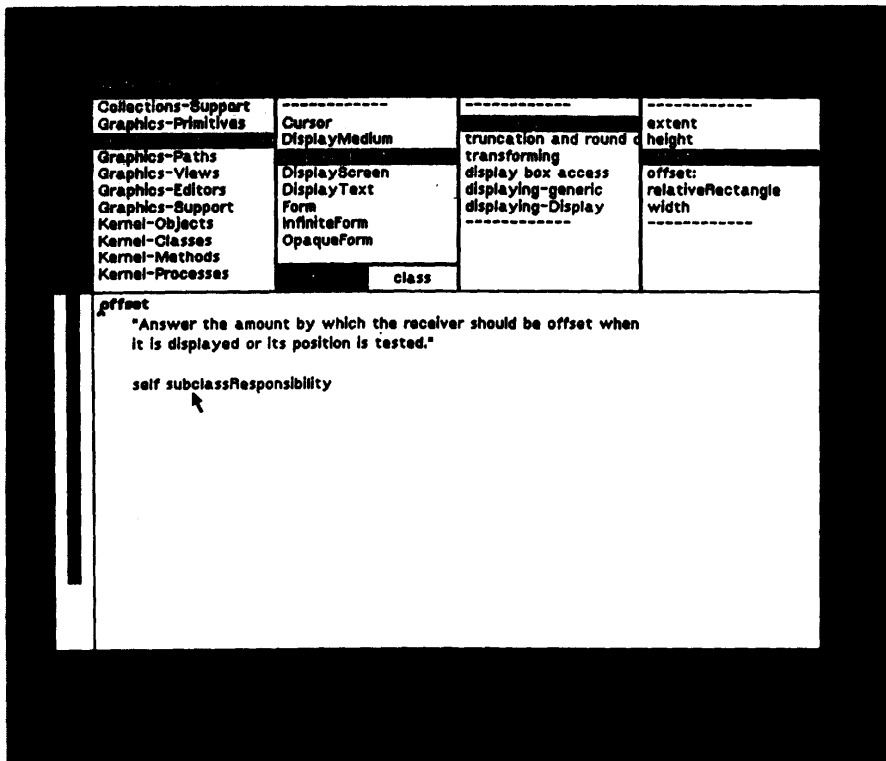 Collections-Support
Graphics-Primitives
Graphics-Paths
Graphics-Views
Graphics-Editors
Graphics-Support
Kernel-Objects
Kernel-Classes
Kernel-Methods
Kernel-Processes
------------
Cursor
DisplayMedium
DisplayScreen
DisplayText
Form
InfiniteForm
OpaqueForm
class
------------
truncation and round o
transforming
display box access
displaying-generic
displaying-Display
------------
------------
extent
height
offset:
relativeRectangle
width
------------
offset
"Answer the amount by which the receiver should be offset when
it is displayed or its position is tested."
self subclassResponsibility